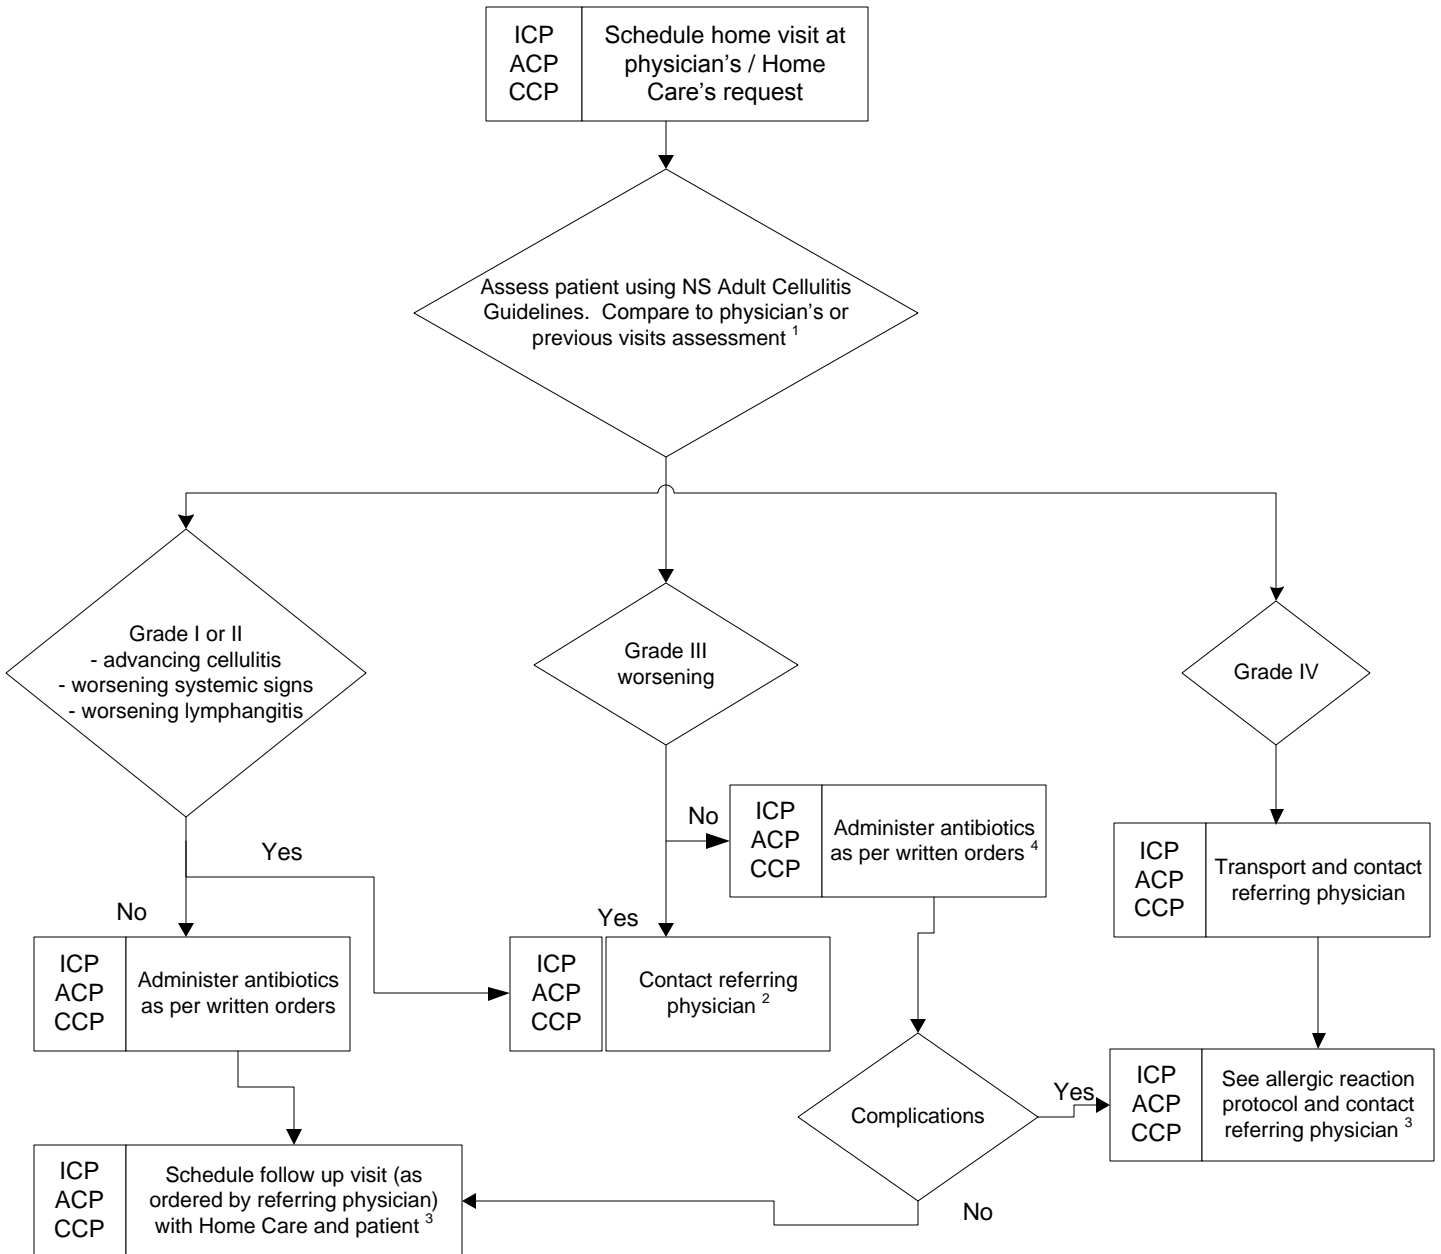 ICP
ACP
CCP
Schedule home visit at
physician’s / Home
Care’s request
Assess patient using NS Adult Cellulitis
Guidelines.  Compare to physician’s or
previous visits assessment 1
Grade I or II
- advancing cellulitis
- worsening systemic signs
- worsening lymphangitis
Grade III
worsening
Grade IV
No
ICP
ACP
CCP
Administer antibiotics
as per written orders 4
ICP
ACP
CCP
Transport and contact
referring physician
Yes
No
Yes
ICP
ACP
CCP
Administer antibiotics
as per written orders
ICP
ACP
CCP
Contact referring
physician 2
Complications
Yes
ICP
ACP
CCP
See allergic reaction
protocol and contact
referring physician 3
ICP
ACP
CCP
Schedule follow up visit (as
ordered by referring physician)
with Home Care and patient 3
No